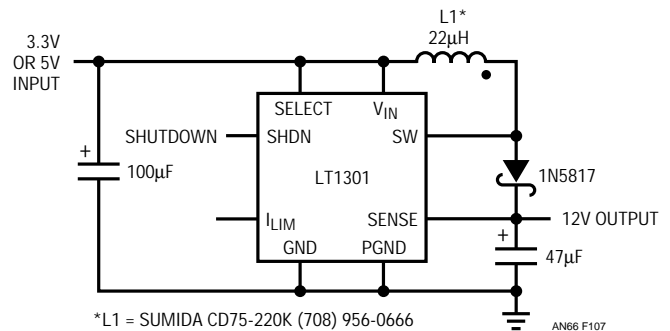 L1*
22µH
3.3V
OR 5V
INPUT
SELECT
VIN
SHUTDOWN
SHDN
SW
+
100µF
LT1301
1N5817
ILIM
SENSE
12V OUTPUT
GND
PGND
+
47µF
*L1 = SUMIDA CD75-220K (708) 956-0666
AN66 F107